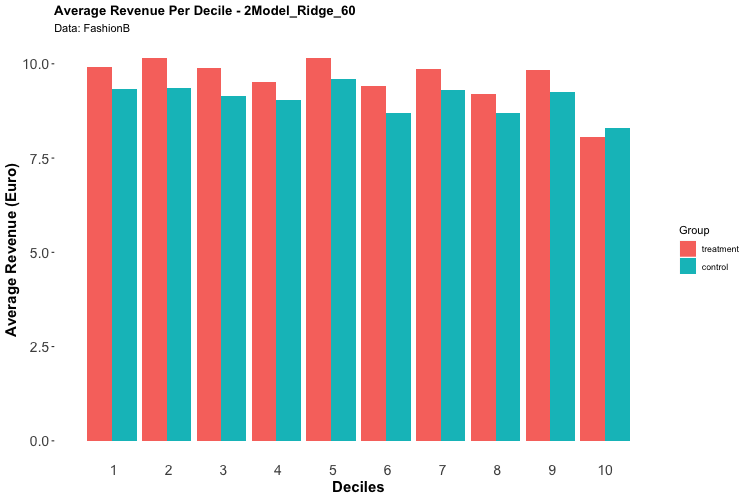 Average Revenue Per Decile - 2Model_Ridge_60
Data: FashionB
Average Revenue (Euro)
10.0
7.5
5.0
2.5
0.0
1 2 3 4 5 6 7 8 9 10
Deciles
Group
treatment
control